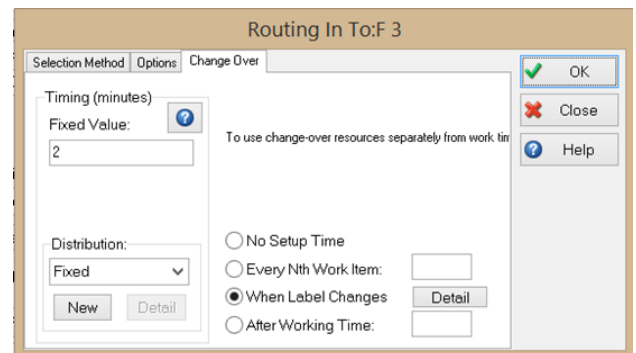 Routing In To:F 3
Selection Method Options Change Over
OK
Close
Help
Timing (minutes)
Fixed Value:
2
To use change-over resources separately from work tim
Distribution:
Fixed
New Detail
No Setup Time
Every Nth Work Item:
When Label Changes Detail
After Working Time: